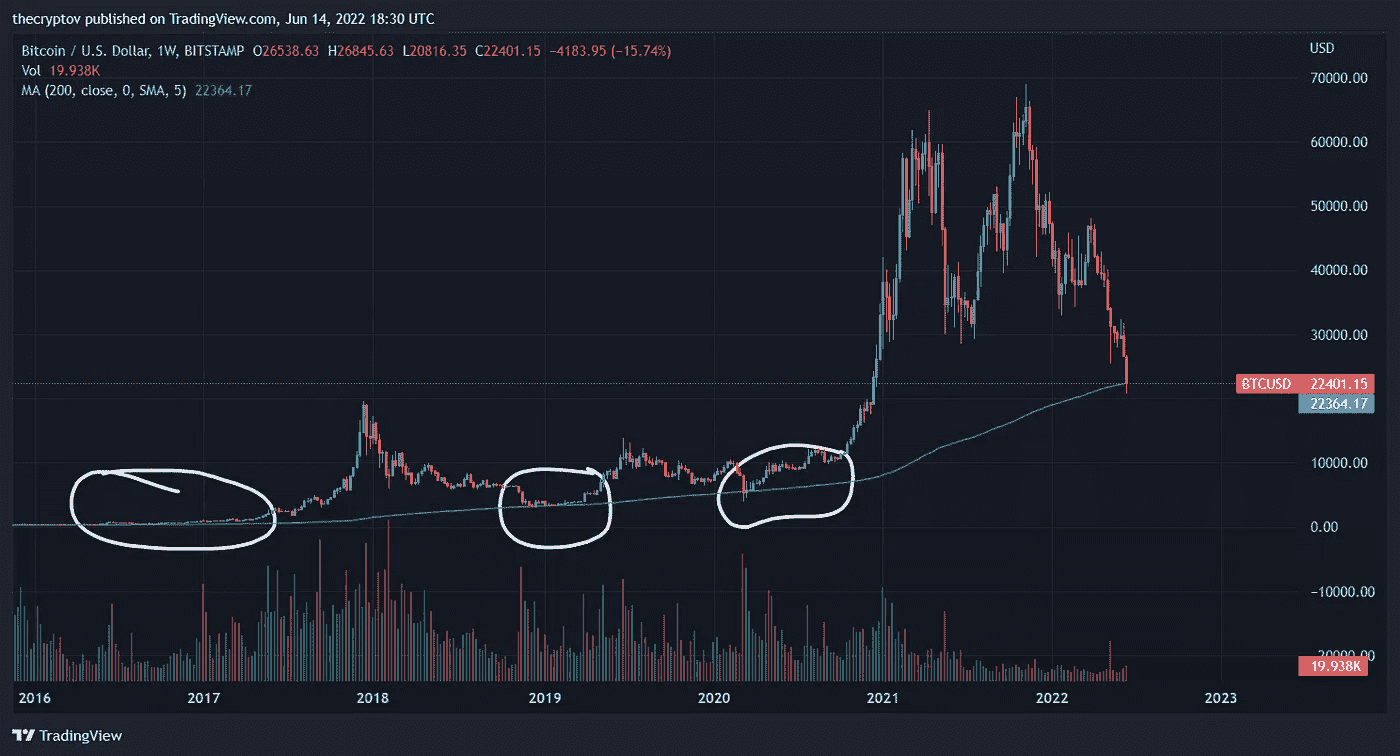 thecryptov published on TradingView.com, Jun 14, 2022 18:30 UTC
Bitcoin / U.S. Dollar, 1W, BITSTAMP O26538.63 H26845.63 L20816.35 C22401.15 −4183.95 (−15.74%)
Vol 19.938K
MA (200, close, 0, SMA, 5) 22364.17
USD
70000.00
60000.00
50000.00
40000.00
30000.00
BTCUSD 22401.15
22364.17
10000.00
0.00
−10000.00
19.938K
2016 2017 2018 2019 2020 2021 2022 2023
TradingView